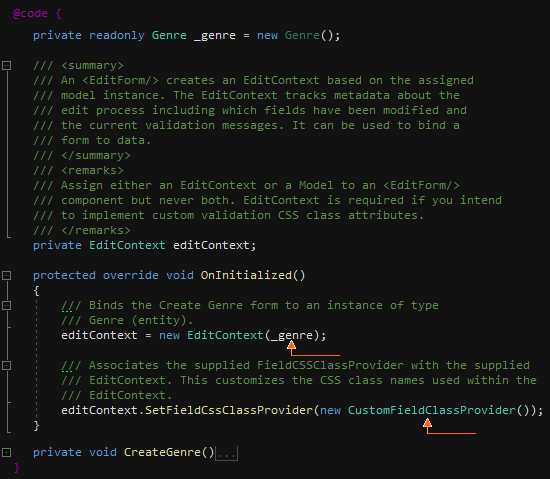 @code {
private readonly Genre _genre = new Genre();
/// <summary>
/// An <EditForm/> creates an EditContext based on the assigned
/// model instance. The EditContext tracks metadata about the
/// edit process including which fields have been modified and
/// the current validation messages. It can be used to bind a
/// form to data.
/// </summary>
/// <remarks>
/// Assign either an EditContext or a Model to an <EditForm/>
/// component but never both. EditContext is required if you intend
/// to implement custom validation CSS class attributes.
/// </remarks>
private EditContext editContext;
protected override void OnInitialized()
{
/// Binds the Create Genre form to an instance of type
/// Genre (entity).
editContext = new EditContext(_genre);
/// Associates the supplied FieldCSSClassProvider with the supplied
/// EditContext. This customizes the CSS class names used within the
/// EditContext.
editContext.SetFieldCssClassProvider(new CustomFieldClassProvider());
}
private void CreateGenre()...
}